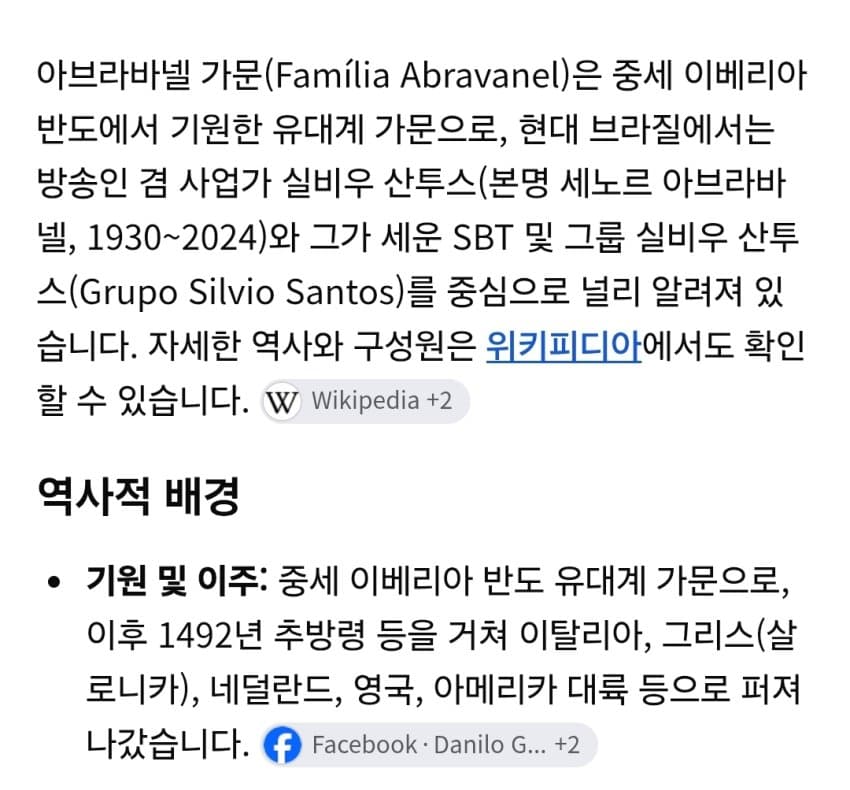 아브라바넬 가문(Família Abravanel)은 중세 이베리아
반도에서 기원한 유대계 가문으로, 현대 브라질에서는
방송인 겸 사업가 실비우 산투스(본명 세노르 아브라바
넬, 1930~2024)와 그가 세운 SBT 및 그룹 실비우 산투
스(Grupo Silvio Santos)를 중심으로 널리 알려져 있
습니다. 자세한 역사와 구성원은 위키피디아에서도 확인
할 수 있습니다. W Wikipedia +2
역사적 배경
• 기원 및 이주: 중세 이베리아 반도 유대계 가문으로,
이후 1492년 추방령 등을 거쳐 이탈리아, 그리스(살
로니카), 네덜란드, 영국, 아메리카 대륙 등으로 퍼져
나갔습니다. f Facebook · Danilo G... +2